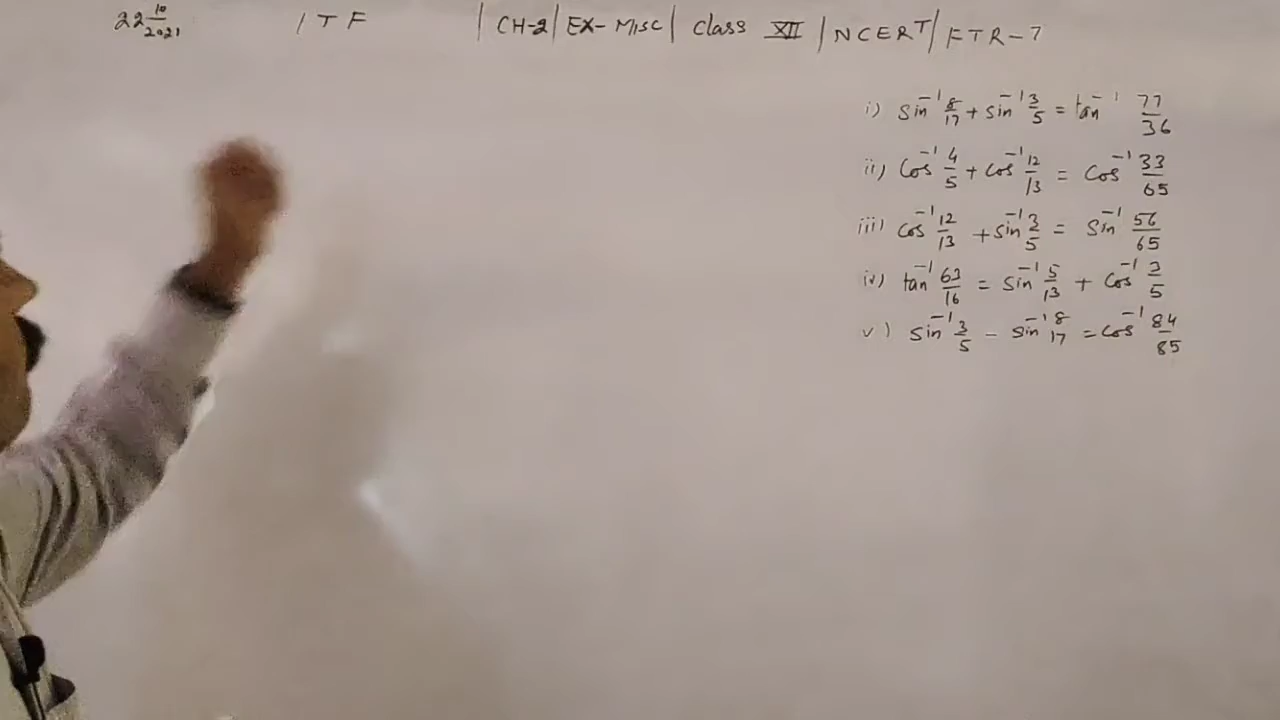 22 10/2021 ITF | CH-2 | EX- MISC | Class XII | NCERT | FTR-7
i) sin⁻¹ 8/17 + sin⁻¹ 3/5 = tan⁻¹ 77/36
ii) cos⁻¹ 4/5 + cos⁻¹ 12/13 = cos⁻¹ 33/65
iii) cos⁻¹ 12/13 + sin⁻¹ 3/5 = sin⁻¹ 56/65
iv) tan⁻¹ 63/16 = sin⁻¹ 5/13 + cos⁻¹ 3/5
v) sin⁻¹ 3/5 - sin⁻¹ 8/17 = cos⁻¹ 84/85